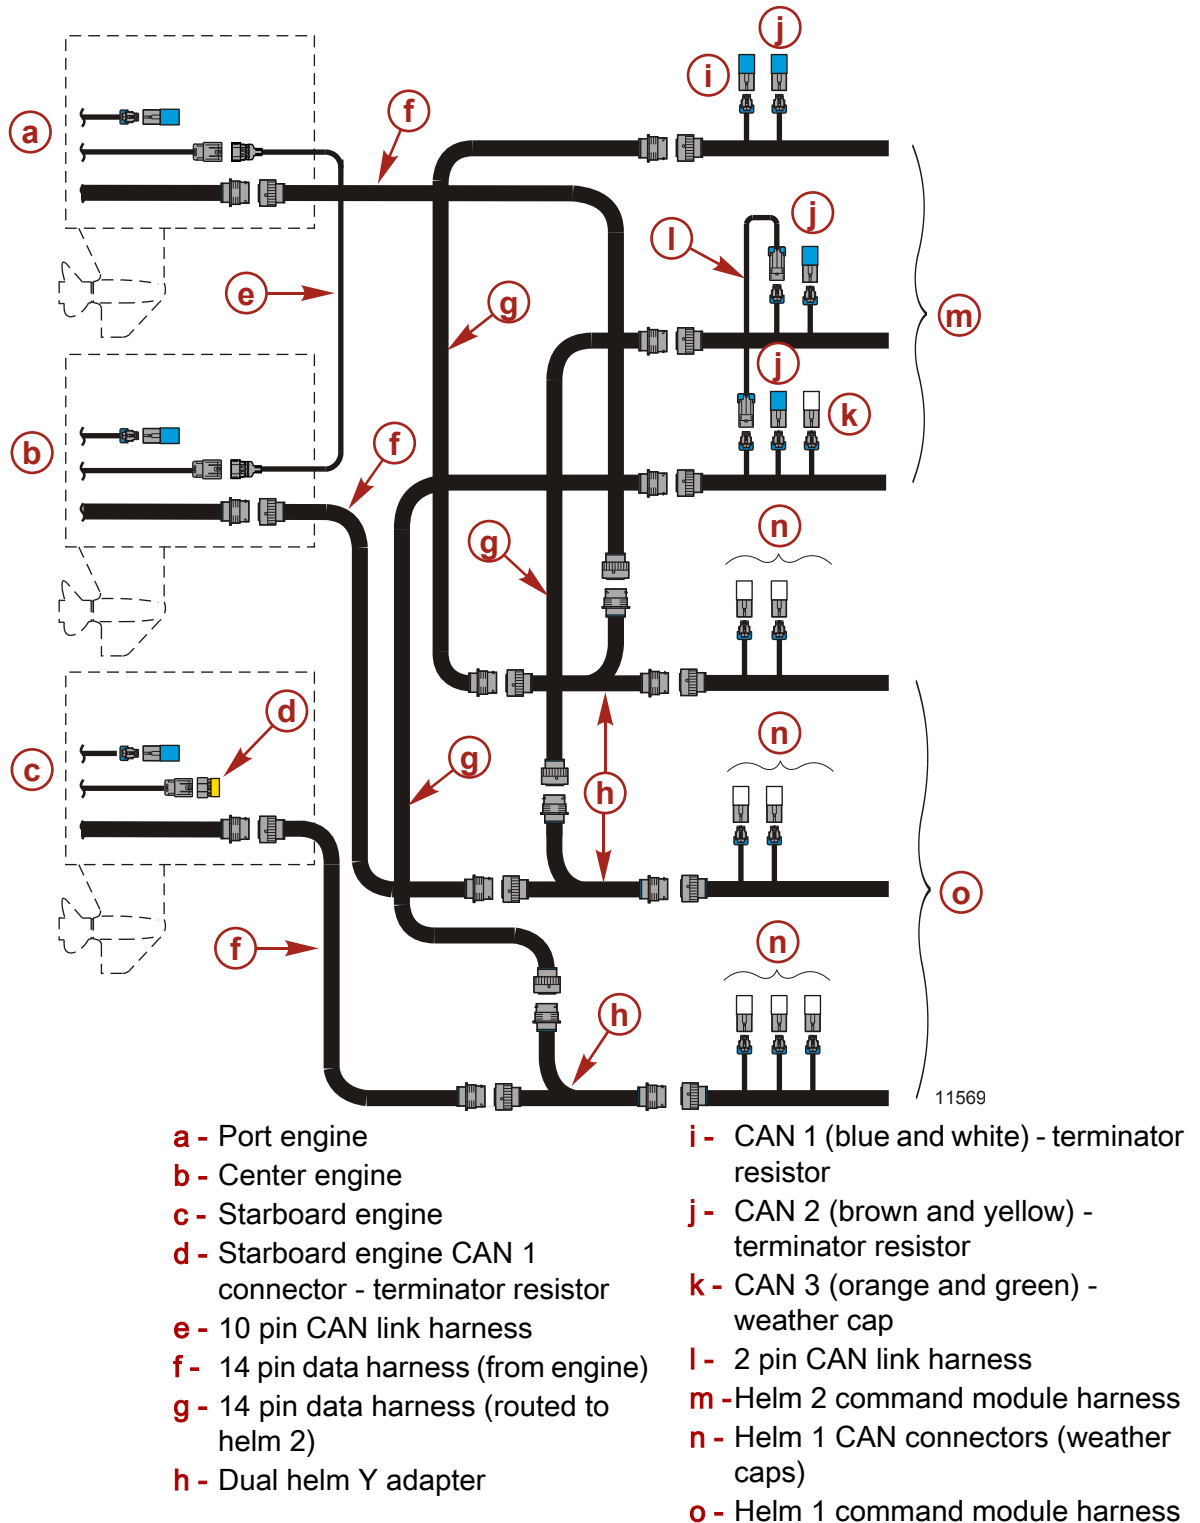 j
i
f
a
j
l
e
g
m
j
k
b
f
n
g
d
n
c
g
h
o
n
f
h
11569
a - Port engine
b - Center engine
c - Starboard engine
d - Starboard engine CAN 1
connector - terminator resistor
e - 10 pin CAN link harness
f - 14 pin data harness (from engine)
g - 14 pin data harness (routed to
helm 2)
h - Dual helm Y adapter
i - CAN 1 (blue and white) - terminator
resistor
j - CAN 2 (brown and yellow) -
terminator resistor
k - CAN 3 (orange and green) -
weather cap
l - 2 pin CAN link harness
m - Helm 2 command module harness
n - Helm 1 CAN connectors (weather
caps)
o - Helm 1 command module harness